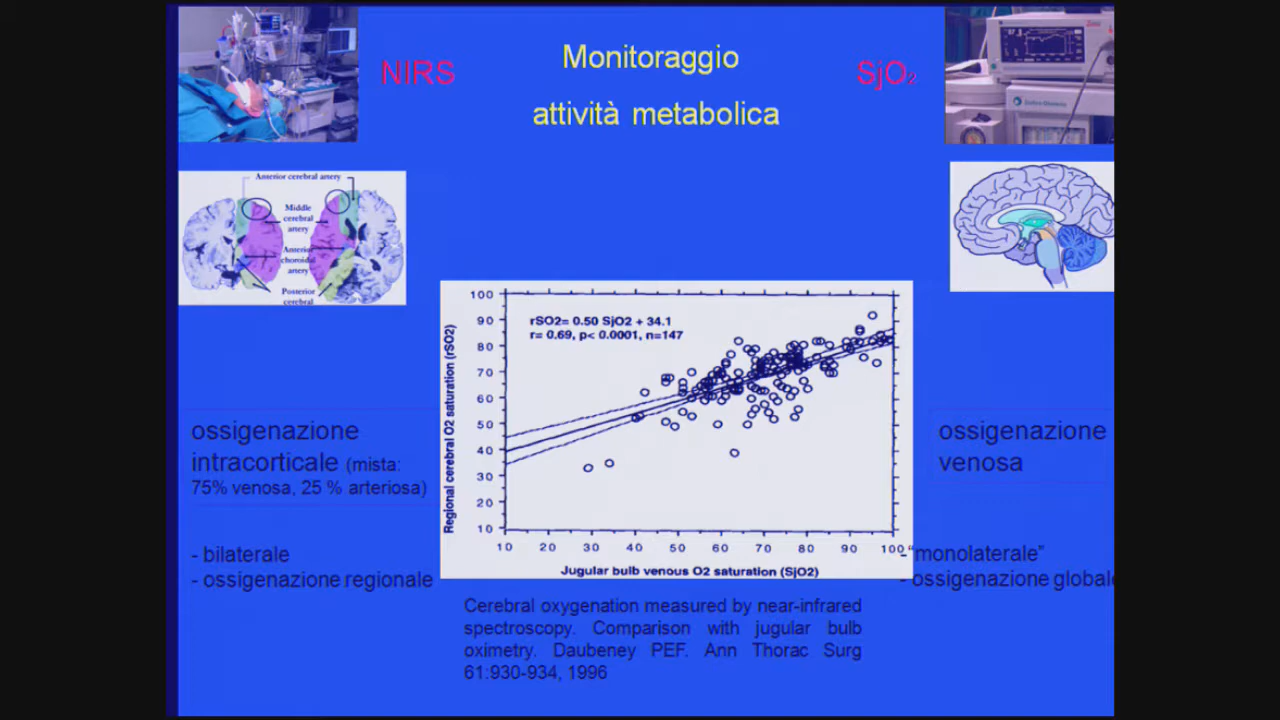 NIRS
Monitoraggio
attività metabolica
SjO₂
Anterior cerebral artery
Middle
cerebral
artery
Anterior
choroidal
artery
Posterior
cerebral
rSO2= 0.50 SjO2 + 34.1
r= 0.69, p< 0.0001, n=147
Regional cerebral O2 saturation (rSO2)
100
90
80
70
60
50
40
30
20
10
10 20 30 40 50 60 70 80 90 100
Jugular bulb venous O2 saturation (SjO2)
ossigenazione
intracorticale (mista:
75% venosa, 25 % arteriosa)
- bilaterale
- ossigenazione regionale
ossigenazione
venosa
-“monolaterale”
- ossigenazione globale
Cerebral oxygenation measured by near-infrared
spectroscopy. Comparison with jugular bulb
oximetry. Daubeney PEF. Ann Thorac Surg
61:930-934, 1996